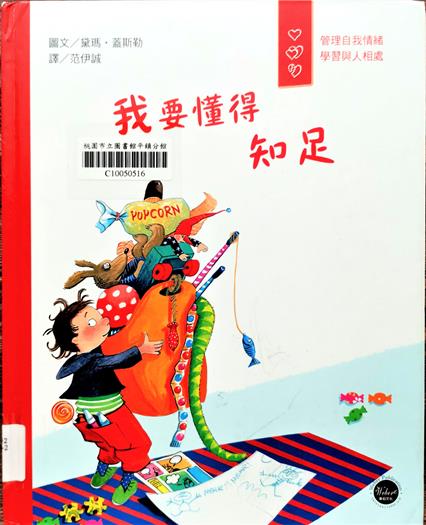 圖文／黛瑪・蓋斯勒
譯／范伊誠
管理自我情緒
學習與人相處
我要懂得
知足
桃園市立圖書館平鎮分館
C10050516
POPCORN
Weber